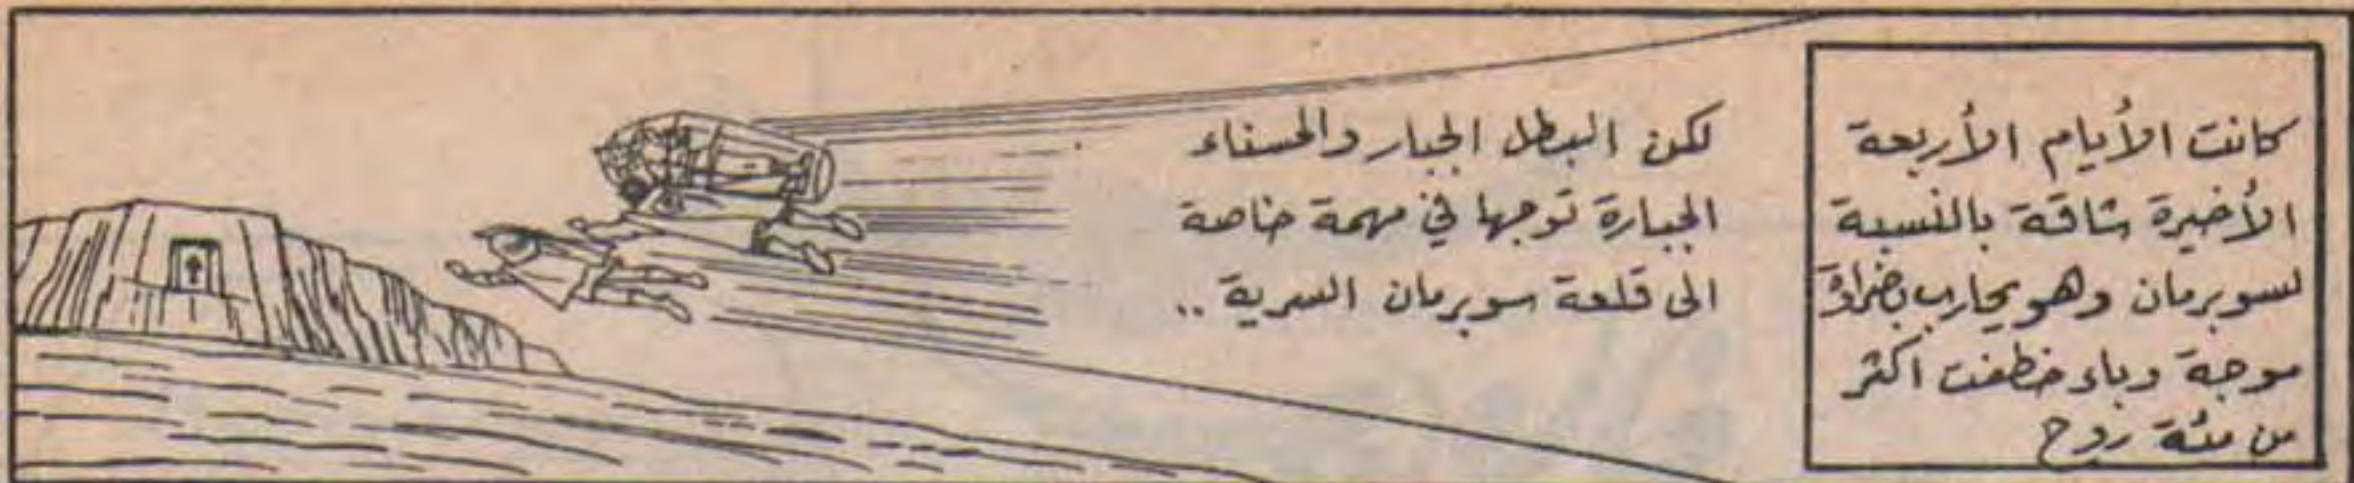 كانت الأيام الأربعة
الأخيرة شاقة بالنسبة
لسوبرمان وهو يحارب بضراوة
موجة وباء خطفت اكثر
من مئة روح
لكن البطل الجبار والحسناء
الجبارة توجها في مهمة خاصة
الى قلعة سوبرمان السرية ..